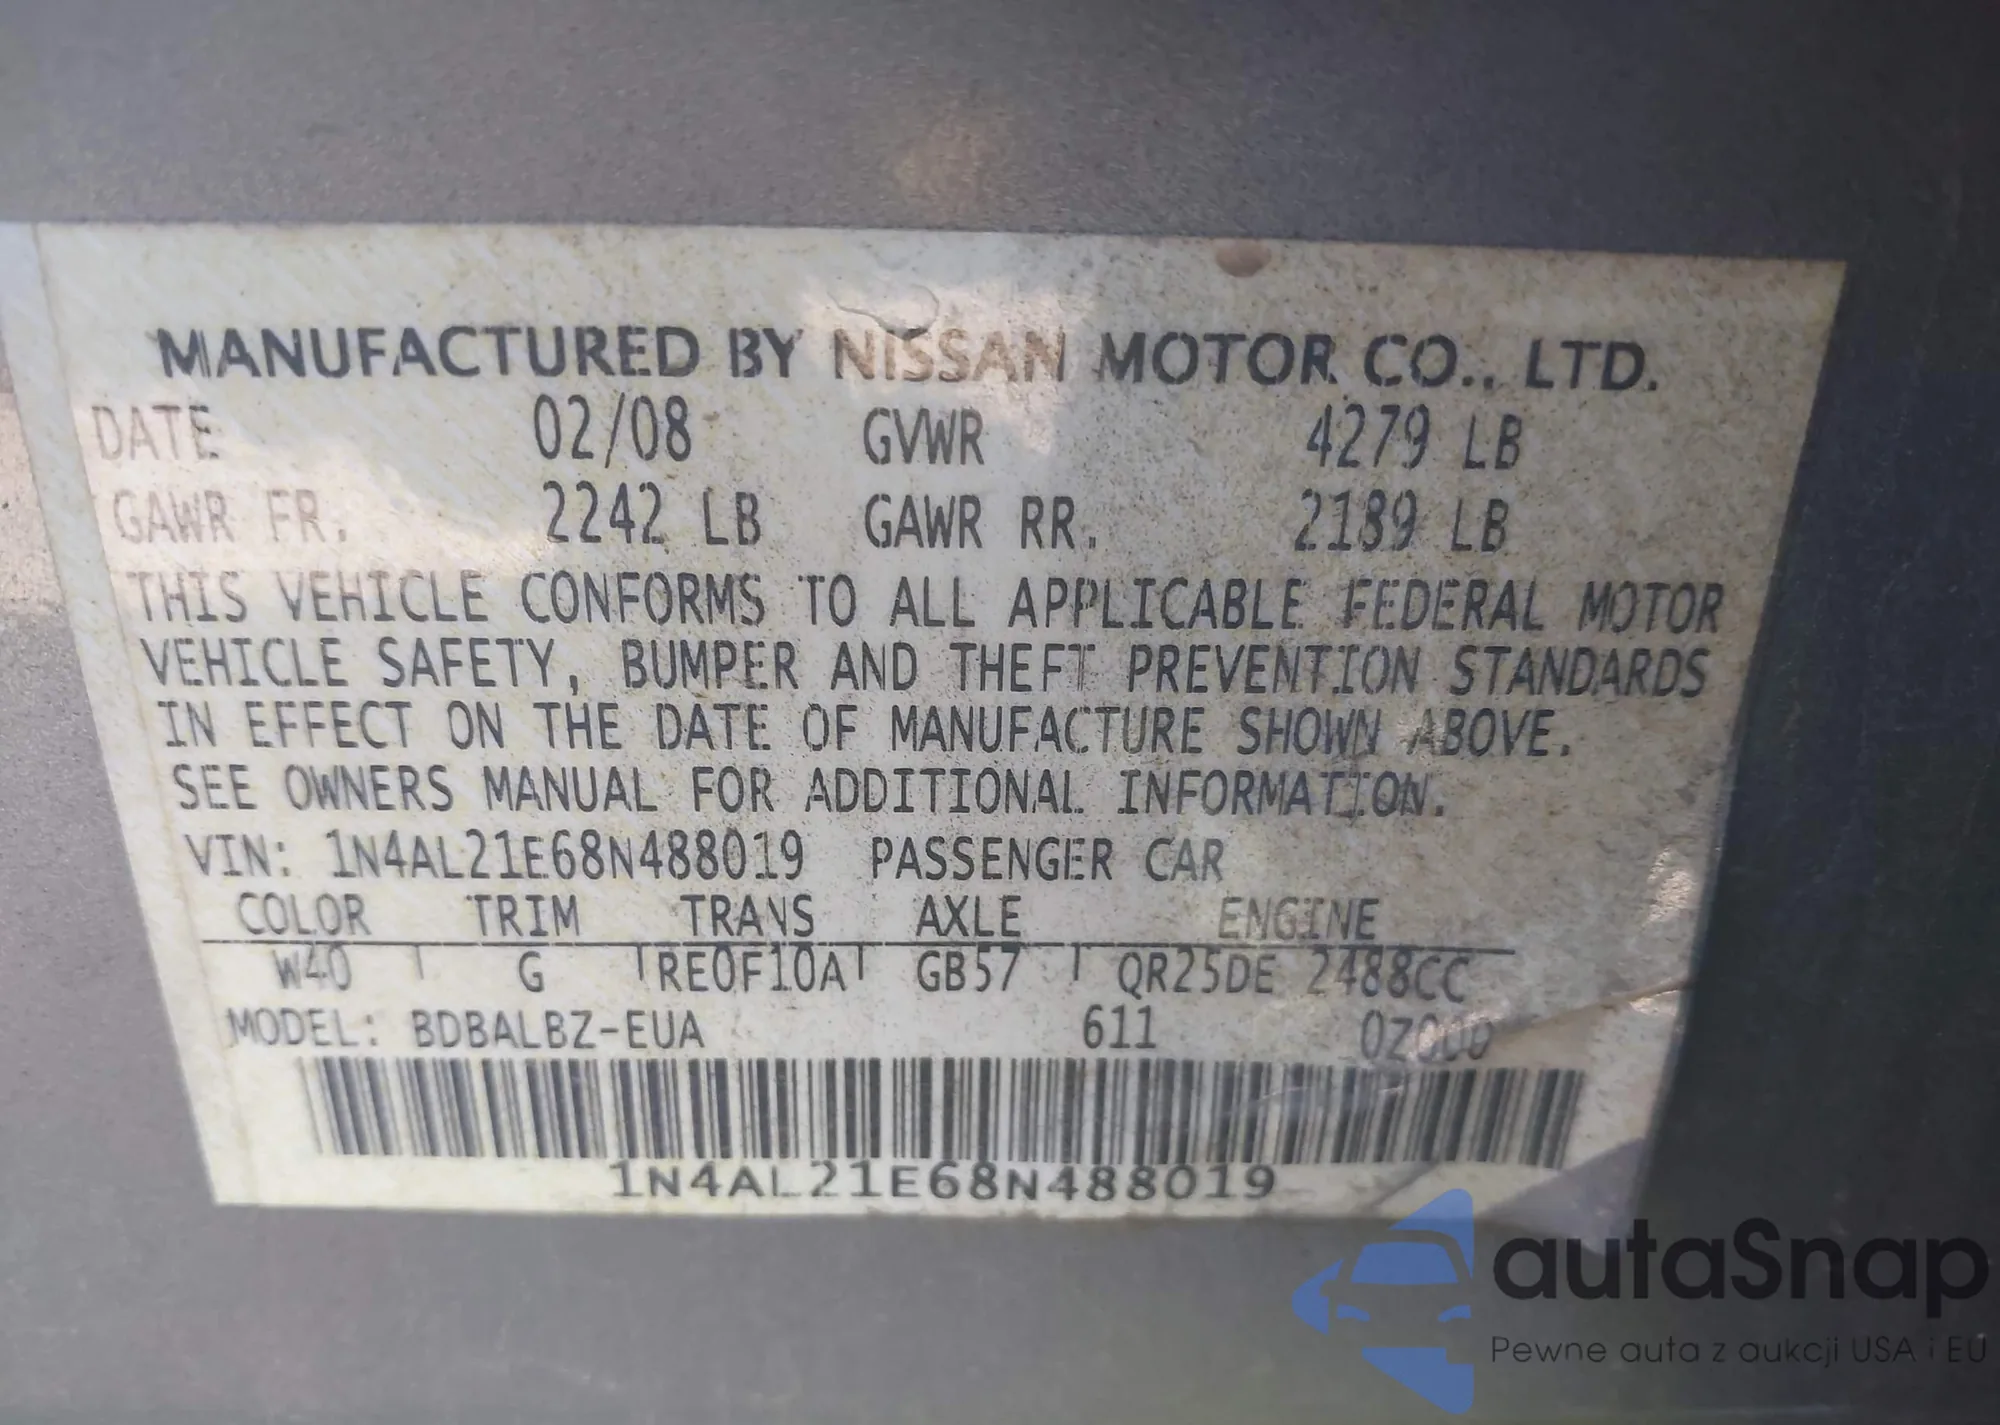 MANUFACTURED BY NISSAN MOTOR CO., LTD.
DATE 02/08 GVWR 4279 LB
GAWR FR. 2242 LB GAWR RR. 2189 LB
THIS VEHICLE CONFORMS TO ALL APPLICABLE FEDERAL MOTOR
VEHICLE SAFETY, BUMPER AND THEFT PREVENTION STANDARDS
IN EFFECT ON THE DATE OF MANUFACTURE SHOWN ABOVE.
SEE OWNERS MANUAL FOR ADDITIONAL INFORMATION.
VIN: 1N4AL21E68N488019 PASSENGER CAR
COLOR TRIM TRANS AXLE ENGINE
W40 G RE0F10A GB57 QR25DE 2488CC
MODEL: BDBALBZ-EUA 611 0Z000
1N4AL21E68N488019
autaSnap
Pewne auta z aukcji USA i EU